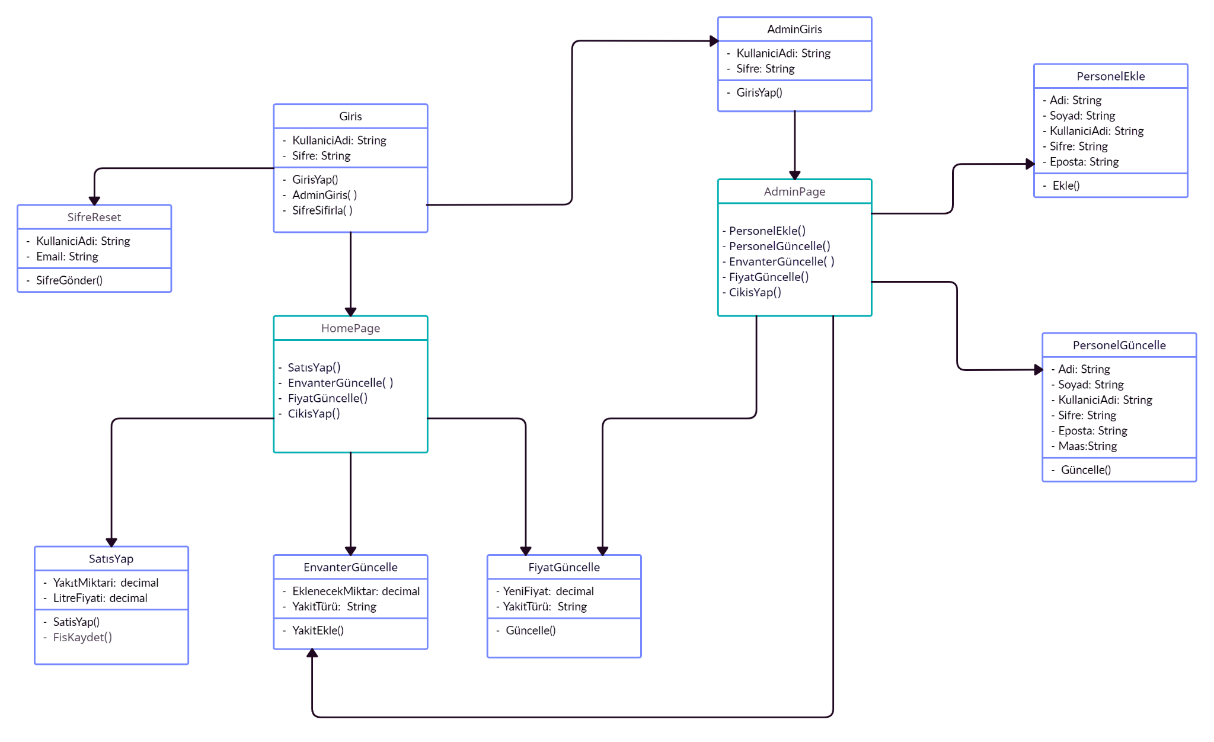 AdminGiris
- KullaniciAdi: String
- Sifre: String
- GirisYap()
PersonelEkle
- Adi: String
- Soyad: String
- KullaniciAdi: String
- Sifre: String
- Eposta: String
- Ekle()
Giris
- KullaniciAdi: String
- Sifre: String
- GirisYap()
- AdminGiris( )
- SifreSifirla( )
SifreReset
- KullaniciAdi: String
- Email: String
- SifreGönder()
AdminPage
- PersonelEkle()
- PersonelGüncelle()
- EnvanterGüncelle( )
- FiyatGüncelle()
- CikisYap()
HomePage
- SatısYap()
- EnvanterGüncelle( )
- FiyatGüncelle()
- CikisYap()
PersonelGüncelle
- Adi: String
- Soyad: String
- KullaniciAdi: String
- Sifre: String
- Eposta: String
- Maas:String
- Güncelle()
SatısYap
- YakıtMiktari: decimal
- LitreFiyati: decimal
- SatisYap()
- FisKaydet()
EnvanterGüncelle
- EklenecekMiktar: decimal
- YakitTürü: String
- YakitEkle()
FiyatGüncelle
- YeniFiyat: decimal
- YakitTürü: String
- Güncelle()